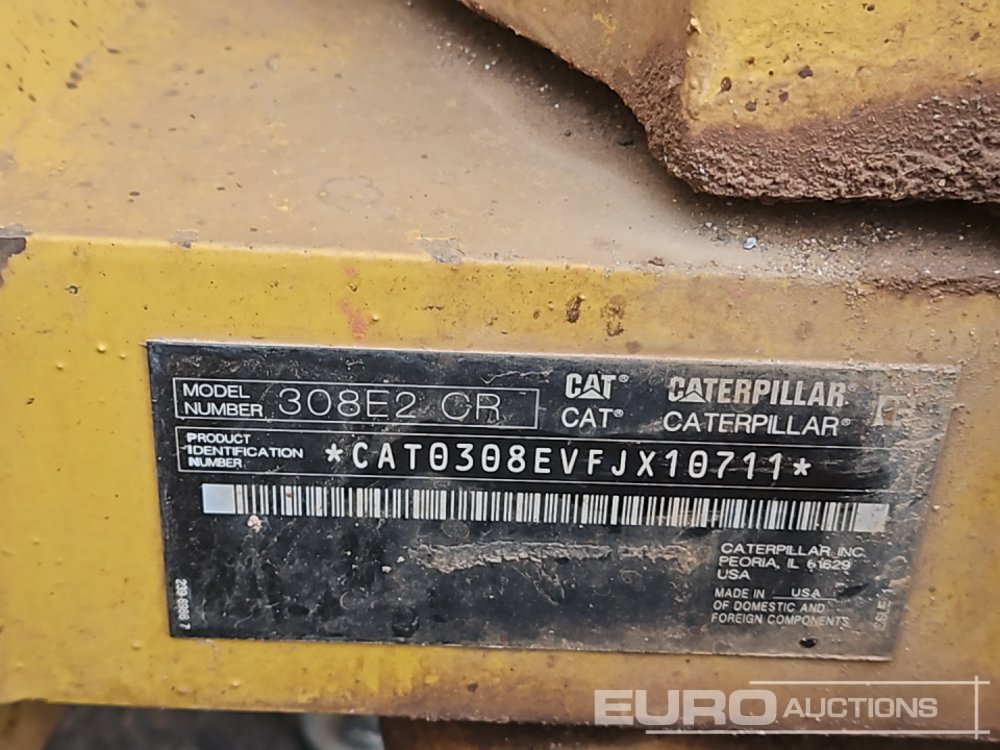 MODEL NUMBER 308E2 CR
CAT® CATERPILLAR®
CAT® CATERPILLAR®
PRODUCT IDENTIFICATION NUMBER *CAT0308EVFJX10711*
CATERPILLAR INC.
PEORIA, IL 61629
USA
MADE IN USA
OF DOMESTIC AND
FOREIGN COMPONENTS
EURO AUCTIONS